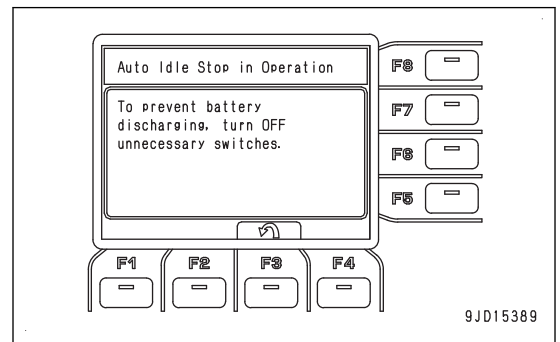 Auto Idle Stop in Operation
To prevent battery
discharging, turn OFF
unnecessary switches.
F8
F7
F6
F5
F1 F2 F3 F4
9JD15389